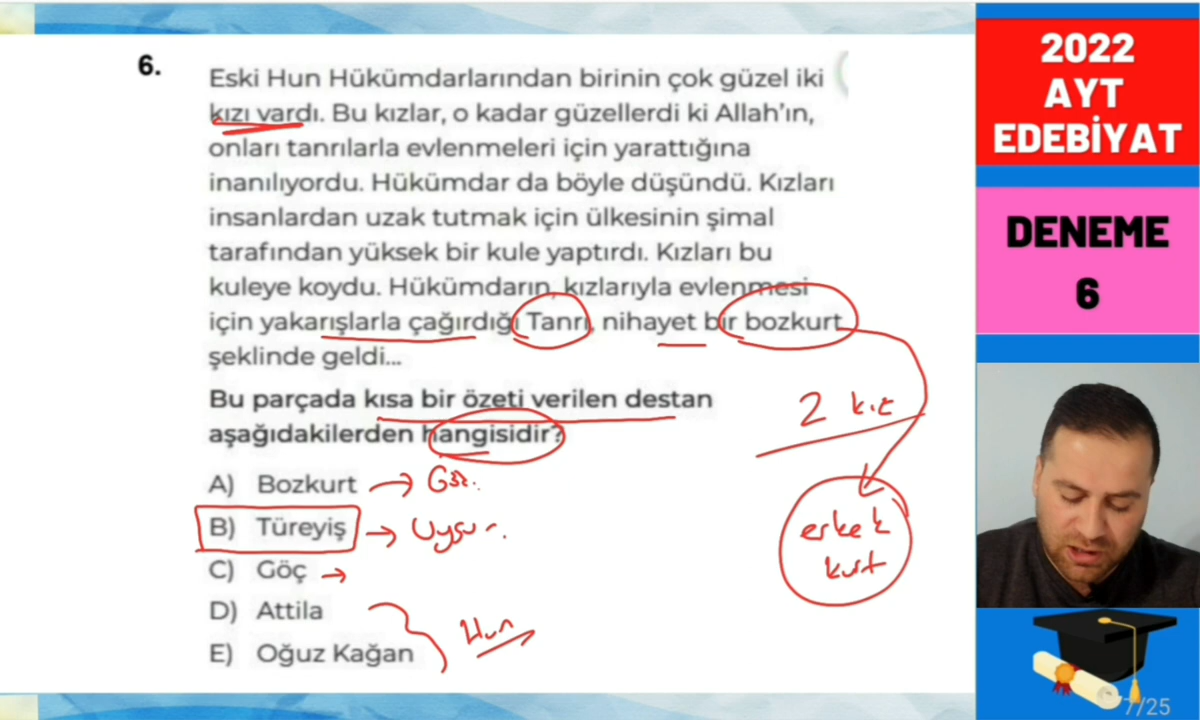 6.
Eski Hun Hükümdarlarından birinin çok güzel iki
kızı vardı. Bu kızlar, o kadar güzellerdi ki Allah'ın,
onları tanrılarla evlenmeleri için yarattığına
inanılıyordu. Hükümdar da böyle düşündü. Kızları
insanlardan uzak tutmak için ülkesinin şimal
tarafından yüksek bir kule yaptırdı. Kızları bu
kuleye koydu. Hükümdarın, kızlarıyla evlenmesi
için yakarışlarla çağırdığı Tanrı, nihayet bir bozkurt
şeklinde geldi...
Bu parçada kısa bir özeti verilen destan
aşağıdakilerden hangisidir?
A) Bozkurt → Gök.
B) Türeyiş → Uygur.
C) Göç →
D) Attila
E) Oğuz Kağan
Hun
2 kız
erkek
kurt
2022
AYT
EDEBİYAT
DENEME
6
7/25